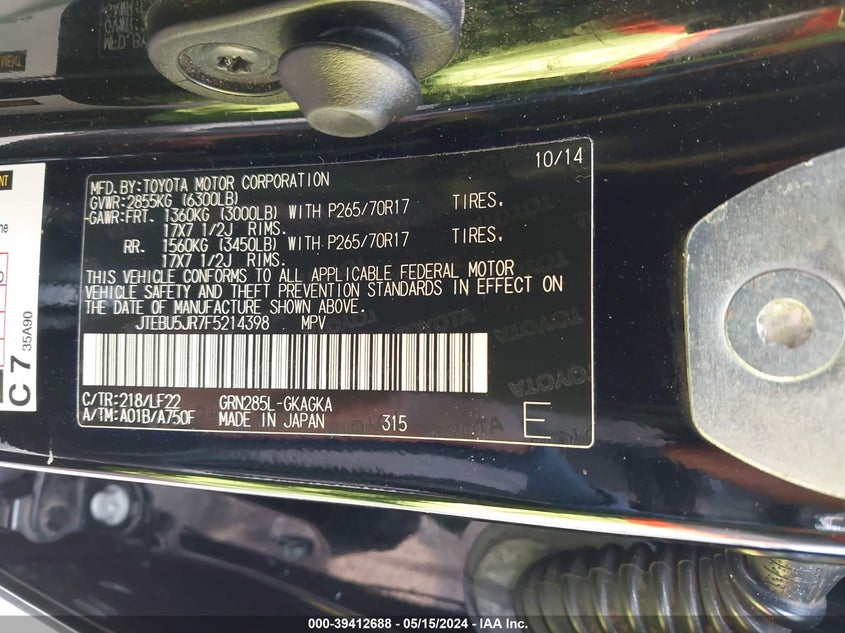 10/14
MFD.BY:TOYOTA MOTOR CORPORATION
GVWR:2855KG (6300LB)
GAWR:FRT. 1360KG (3000LB) WITH P265/70R17 TIRES.
17X7 1/2J RIMS.
RR. 1560KG (3450LB) WITH P265/70R17 TIRES.
17X7 1/2J RIMS.
THIS VEHICLE CONFORMS TO ALL APPLICABLE FEDERAL MOTOR
VEHICLE SAFETY AND THEFT PREVENTION STANDARDS IN EFFECT ON
THE DATE OF MANUFACTURE SHOWN ABOVE.
JTEBU5JR7F5214398 MPV
C/TR:218/LF22 GRN285L-GKAGKA
A/TM:A01B/A750F MADE IN JAPAN 315 E
C 7 35A90
TOYOTA
TOYOTA
TOYOTA
000-39412688 - 05/15/2024 - IAA Inc.